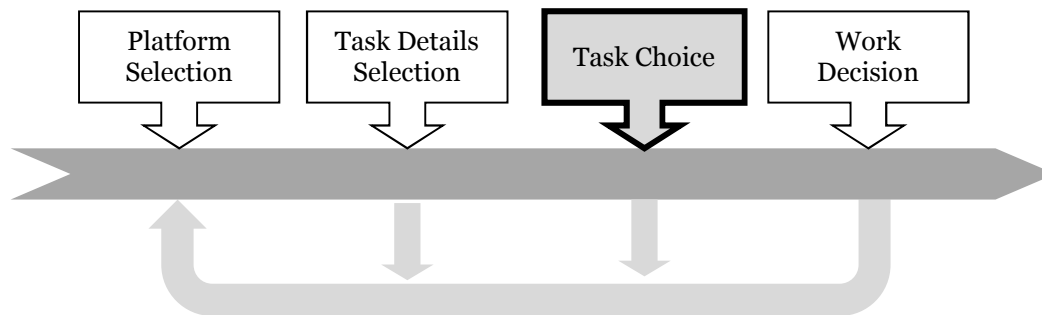 Platform
Selection
Task Details
Selection
Task Choice
Work
Decision